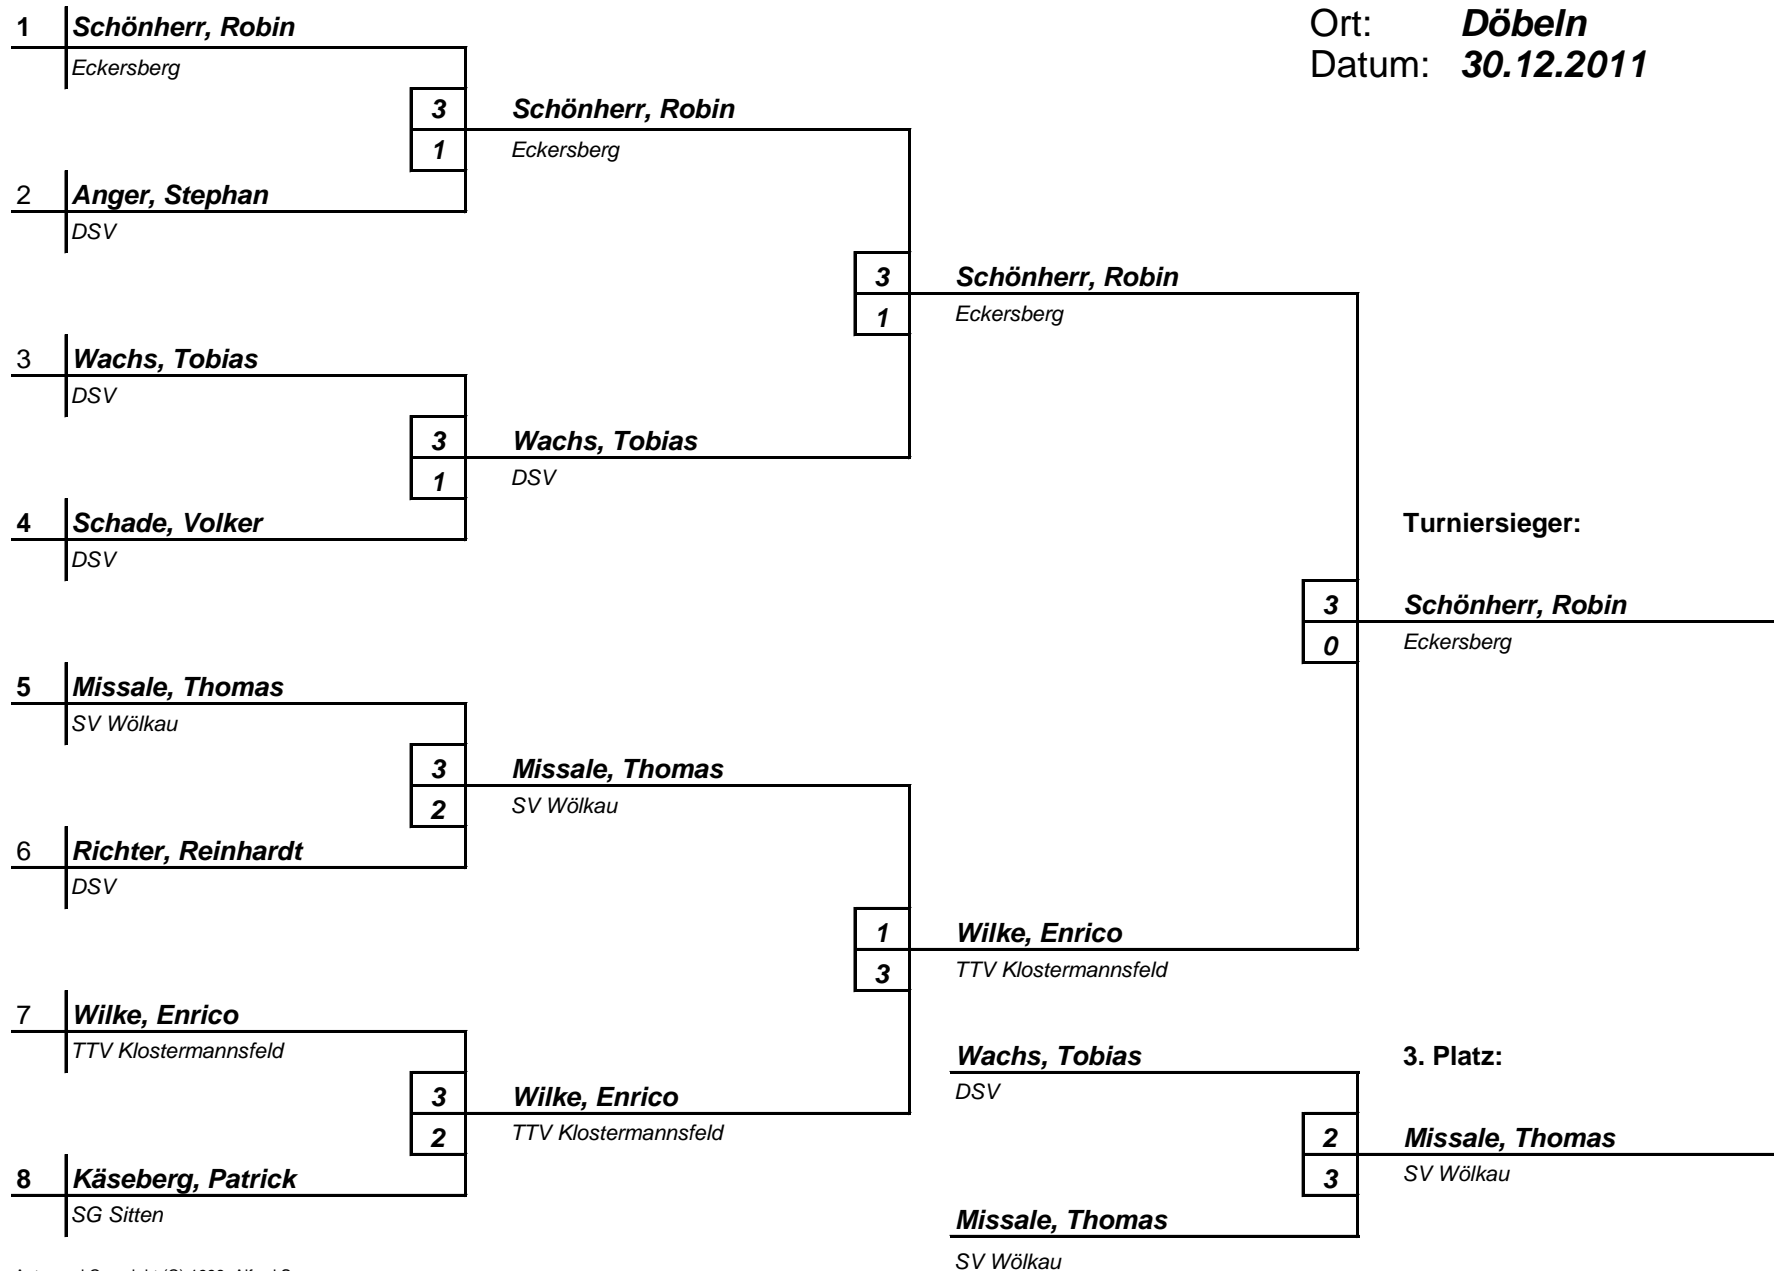 Ort: Döbeln
Datum: 30.12.2011
1 Schönherr, Robin
Eckersberg
3 Schönherr, Robin
1 Eckersberg
2 Anger, Stephan
DSV
3 Schönherr, Robin
1 Eckersberg
3 Wachs, Tobias
DSV
3 Wachs, Tobias
1 DSV
4 Schade, Volker
DSV
Turniersieger:
3 Schönherr, Robin
0 Eckersberg
5 Missale, Thomas
SV Wölkau
3 Missale, Thomas
2 SV Wölkau
6 Richter, Reinhardt
DSV
1 Wilke, Enrico
3 TTV Klostermannsfeld
7 Wilke, Enrico
TTV Klostermannsfeld
3 Wilke, Enrico
2 TTV Klostermannsfeld
8 Käseberg, Patrick
SG Sitten
Wachs, Tobias
DSV
3. Platz:
2 Missale, Thomas
3 SV Wölkau
Missale, Thomas
SV Wölkau